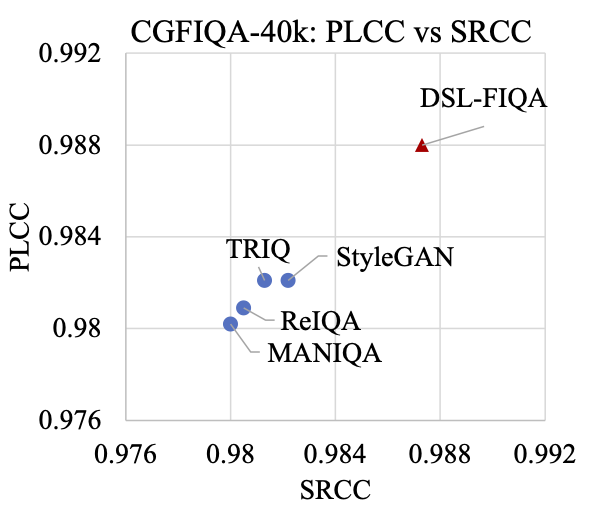 CGFIQA-40k: PLCC vs SRCC
0.992
DSL-FIQA
0.988
PLCC
0.984
TRIQ
StyleGAN
0.98
ReIQA
MANIQA
0.976
0.976 0.98 0.984 0.988 0.992
SRCC